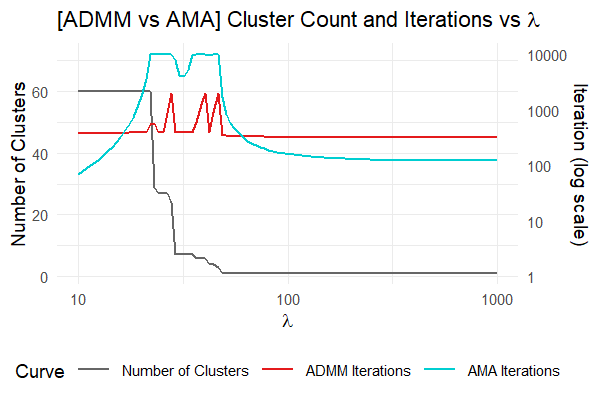 [ADMM vs AMA] Cluster Count and Iterations vs λ
Number of Clusters
60
40
20
0
10000
1000
100
10
1
Iteration (log scale)
10
100
1000
λ
Curve
Number of Clusters
ADMM Iterations
AMA Iterations